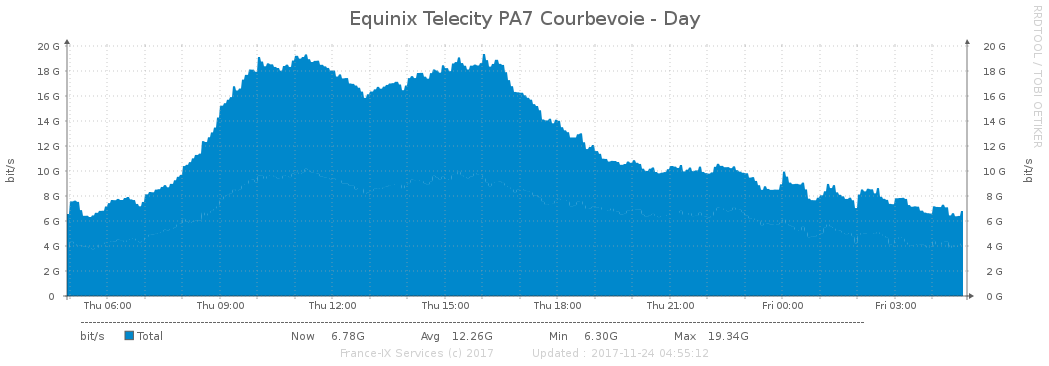 Equinix Telecity PA7 Courbevoie - Day
RRDTOOL / TOBI OETIKER
bit/s
20 G 20 G
18 G 18 G
16 G 16 G
14 G 14 G
12 G 12 G
10 G 10 G
8 G 8 G
6 G 6 G
4 G 4 G
2 G 2 G
0 0 G
bit/s
Thu 06:00 Thu 09:00 Thu 12:00 Thu 15:00 Thu 18:00 Thu 21:00 Fri 00:00 Fri 03:00
bit/s Total Now 6.78G Avg 12.26G Min 6.30G Max 19.34G
France-IX Services (c) 2017 Updated : 2017-11-24 04:55:12